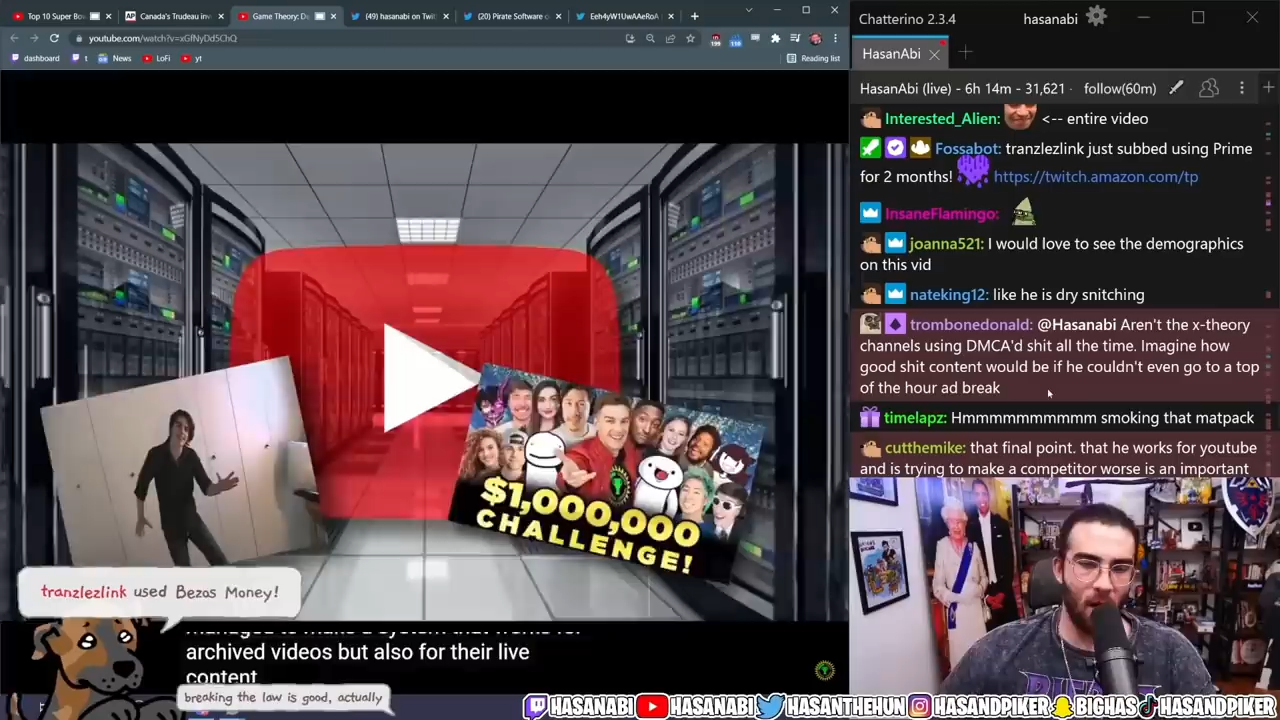 Top 10 Super Bo
Canada's Trudeau inv
Game Theory: D
(49) hasanabi on Twit
(20) Pirate Software o
Eeh4yW1UwAAeRoA
youtube.com/watch?v=xGfNyDd5ChQ
dashboard
t
News
LoFi
yt
Reading list
$1,000,000
CHALLENGE!
tranzlezlink used Bezos Money!
archived videos but also for their live
content
breaking the law is good, actually
Chatterino 2.3.4
hasanabi
HasanAbi
HasanAbi (live) - 6h 14m - 31,621
follow(60m)
Interested_Alien: <-- entire video
Fossabot: tranzlezlink just subbed using Prime
for 2 months! https://twitch.amazon.com/tp
InsaneFlamingo:
joanna521: I would love to see the demographics
on this vid
nateking12: like he is dry snitching
trombonedonald: @Hasanabi Aren't the x-theory
channels using DMCA'd shit all the time. Imagine how
good shit content would be if he couldn't even go to a top
of the hour ad break
timelapz: Hmmmmmmmmm smoking that matpack
cutthemike: that final point. that he works for youtube
and is trying to make a competitor worse is an important
HASANABI HASANABI HASANTHEHUN HASANDPIKER BIGHAS HASANDPIKER